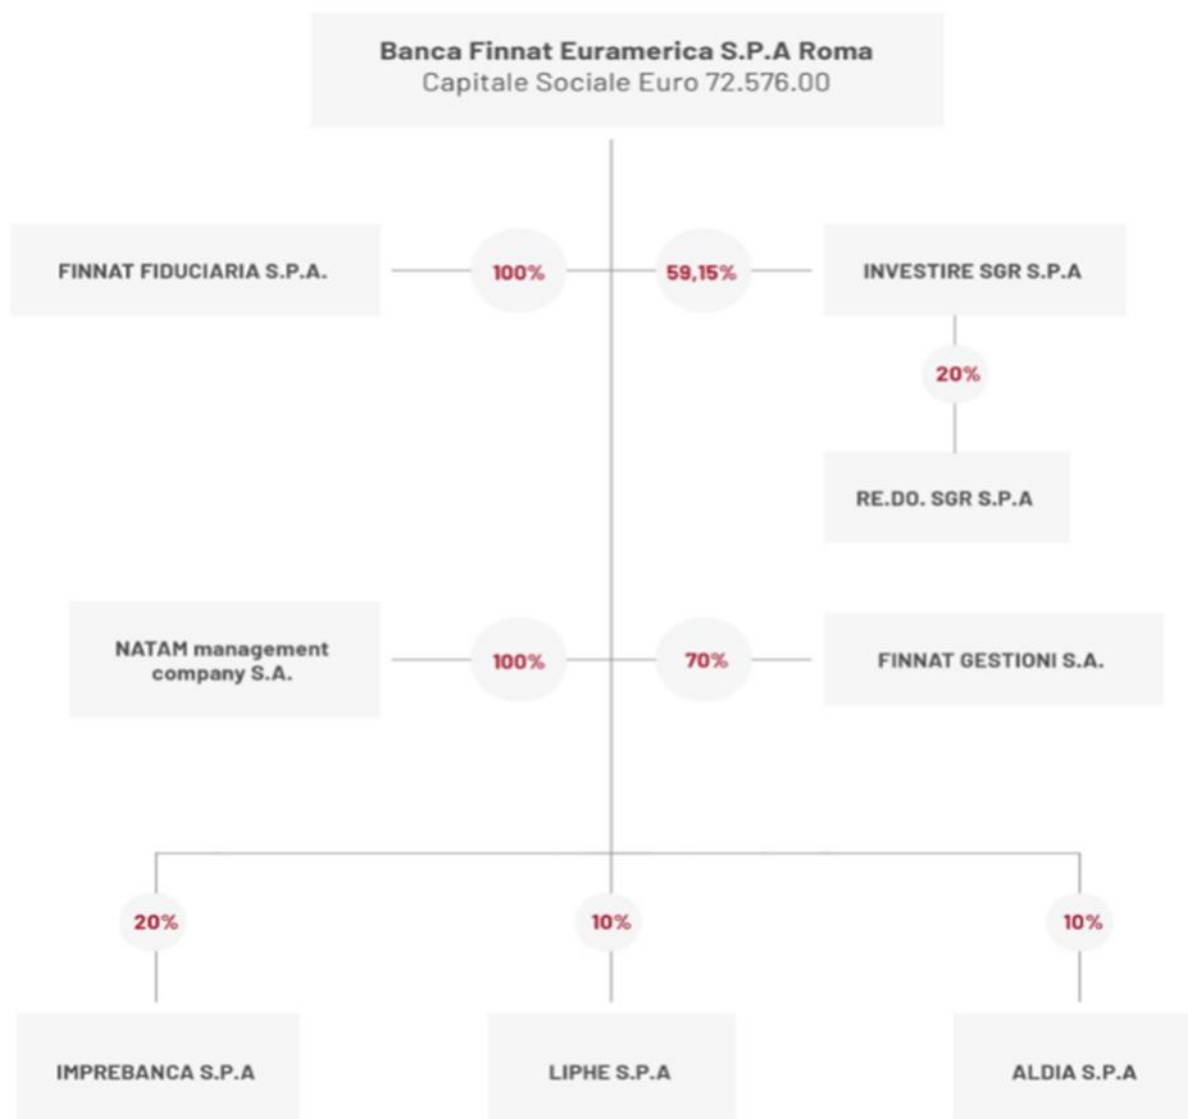 Banca Finnat Euramerica S.P.A Roma
Capitale Sociale Euro 72.576.00
FINNAT FIDUCIARIA S.P.A.
100%
59,15%
INVESTIRE SGR S.P.A
20%
RE.DO. SGR S.P.A
NATAM management
company S.A.
100%
70%
FINNAT GESTIONI S.A.
20%
10%
10%
IMPREBANCA S.P.A
LIPHE S.P.A
ALDIA S.P.A